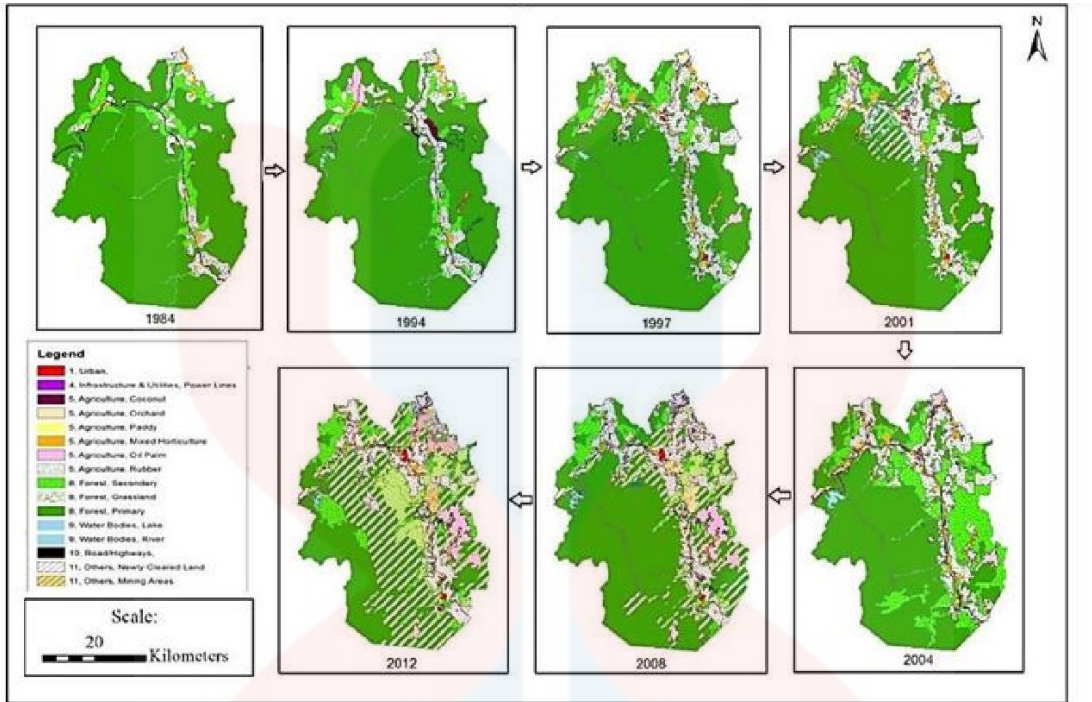 N
1984
1994
1997
2001
Legend
1. Urban,
4. Infrastructure & Utilities, Power Lines
5. Agriculture, Coconut
5. Agriculture, Orchard
5. Agriculture, Paddy
5. Agriculture, Mixed Horticulture
5. Agriculture, Oil Palm
5. Agriculture, Rubber
8. Forest, Secondary
8. Forest, Grassland
8. Forest, Primary
9. Water Bodies, Lake
9. Water Bodies, River
10. Road/Highways,
11. Others, Newly Cleared Land
11. Others, Mining Areas
Scale:
20
Kilometers
2012
2008
2004